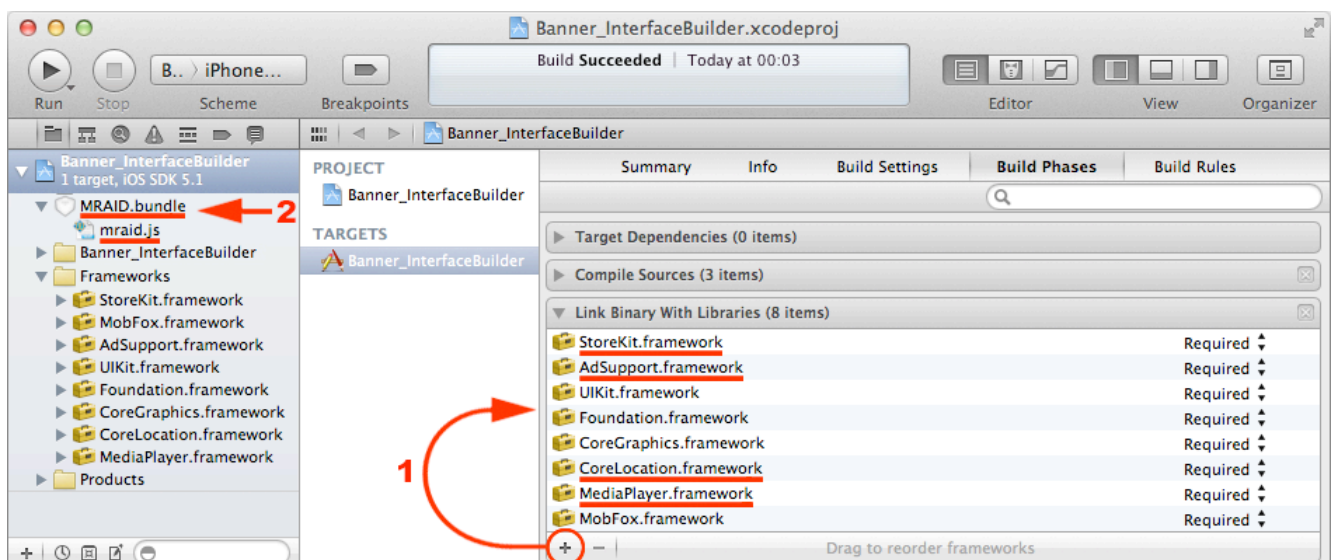 Banner_InterfaceBuilder.xcodeproj
B.. iPhone...
Build Succeeded | Today at 00:03
Run Stop Scheme Breakpoints Editor View Organizer
Banner_InterfaceBuilder
Banner_InterfaceBuilder
1 target, iOS SDK 5.1
MRAID.bundle
2
mraid.js
Banner_InterfaceBuilder
Frameworks
StoreKit.framework
MobFox.framework
AdSupport.framework
UIKit.framework
Foundation.framework
CoreGraphics.framework
CoreLocation.framework
MediaPlayer.framework
Products
PROJECT
Banner_InterfaceBuilder
TARGETS
Banner_InterfaceBuilder
Summary Info Build Settings Build Phases Build Rules
Target Dependencies (0 items)
Compile Sources (3 items)
Link Binary With Libraries (8 items)
StoreKit.framework Required
AdSupport.framework Required
UIKit.framework Required
Foundation.framework Required
CoreGraphics.framework Required
CoreLocation.framework Required
MediaPlayer.framework Required
MobFox.framework Required
1
+ – Drag to reorder frameworks